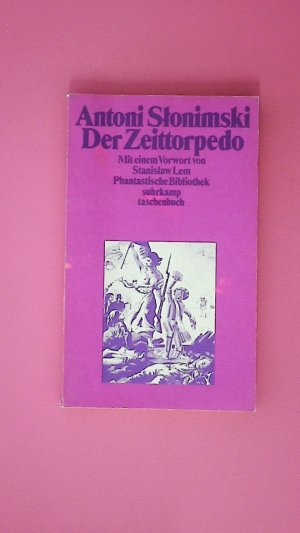 Antoni Słonimski
Der Zeittorpedo
Mit einem Vorwort von
Stanisław Lem
Phantastische Bibliothek
suhrkamp
taschenbuch